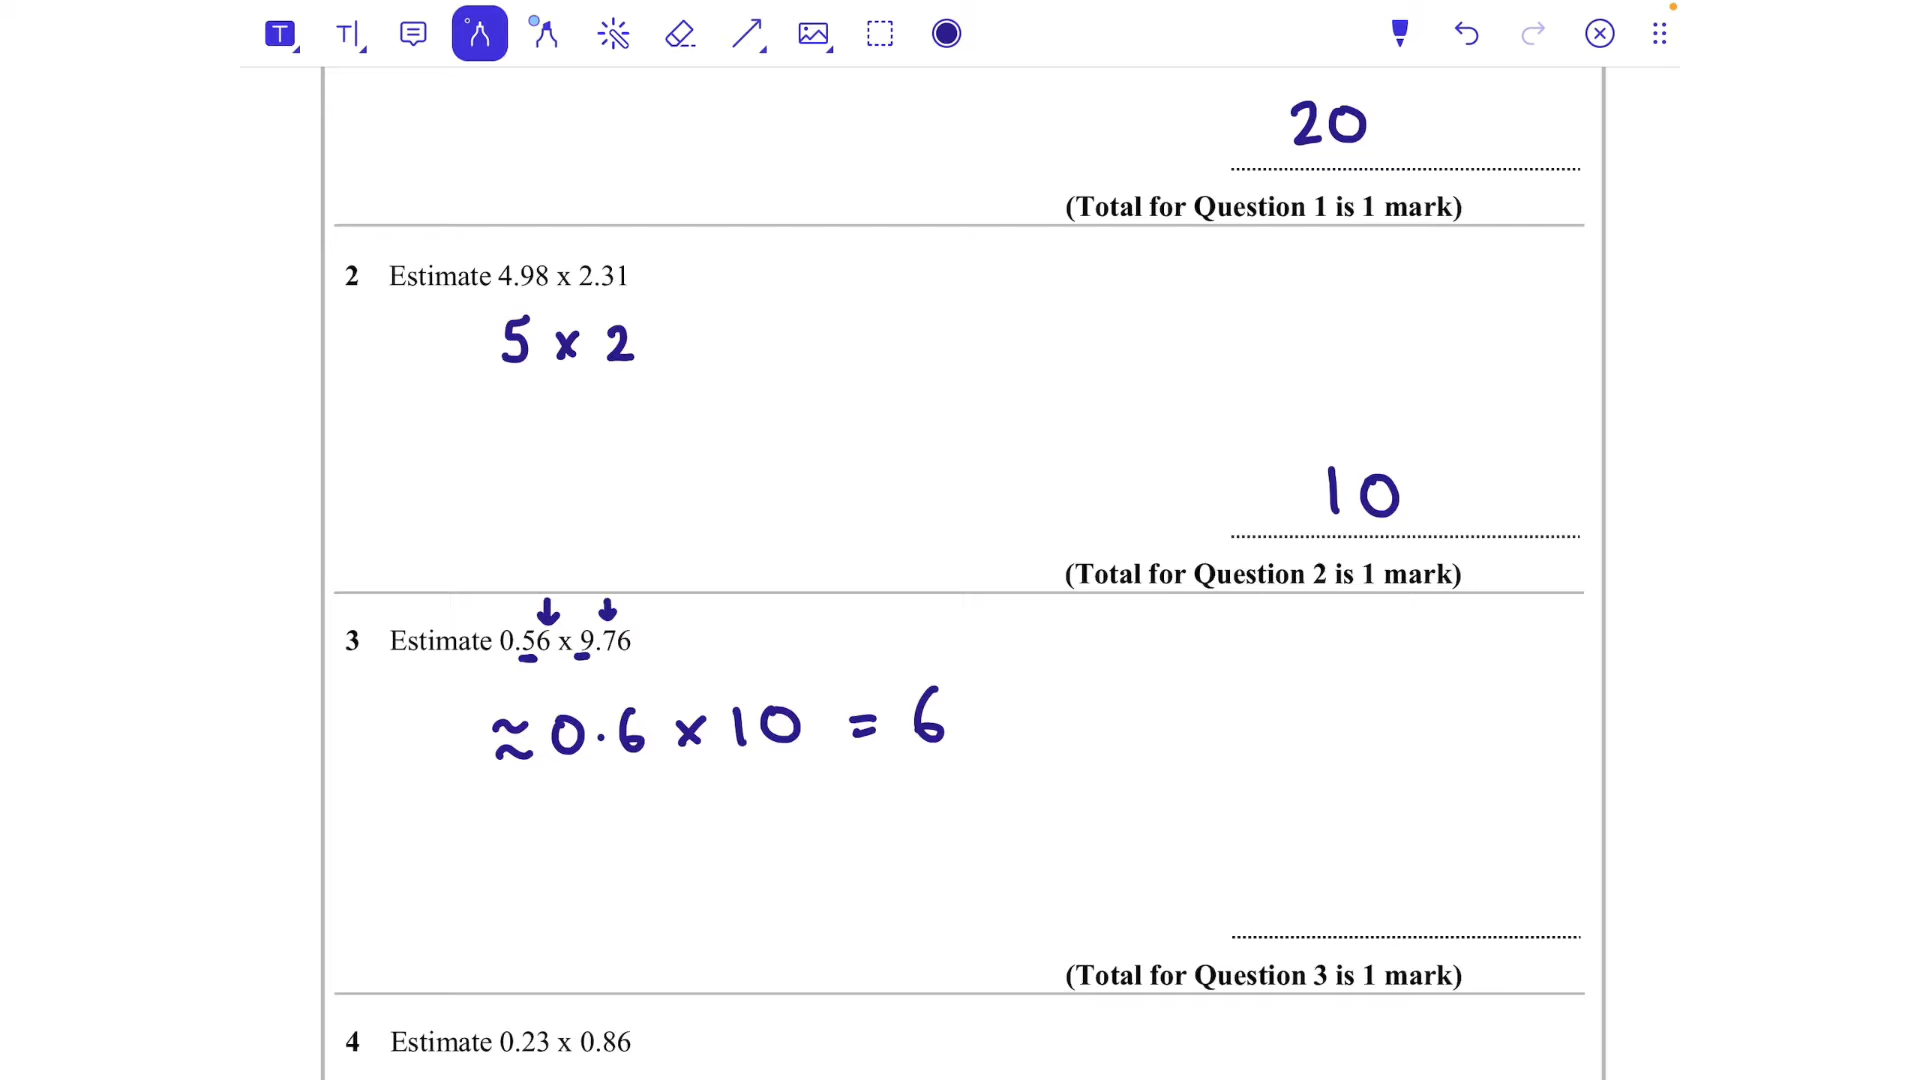 20
(Total for Question 1 is 1 mark)
2 Estimate 4.98 x 2.31
5 x 2
10
(Total for Question 2 is 1 mark)
3 Estimate 0.56 x 9.76
≈ 0.6 x 10 = 6
(Total for Question 3 is 1 mark)
4 Estimate 0.23 x 0.86